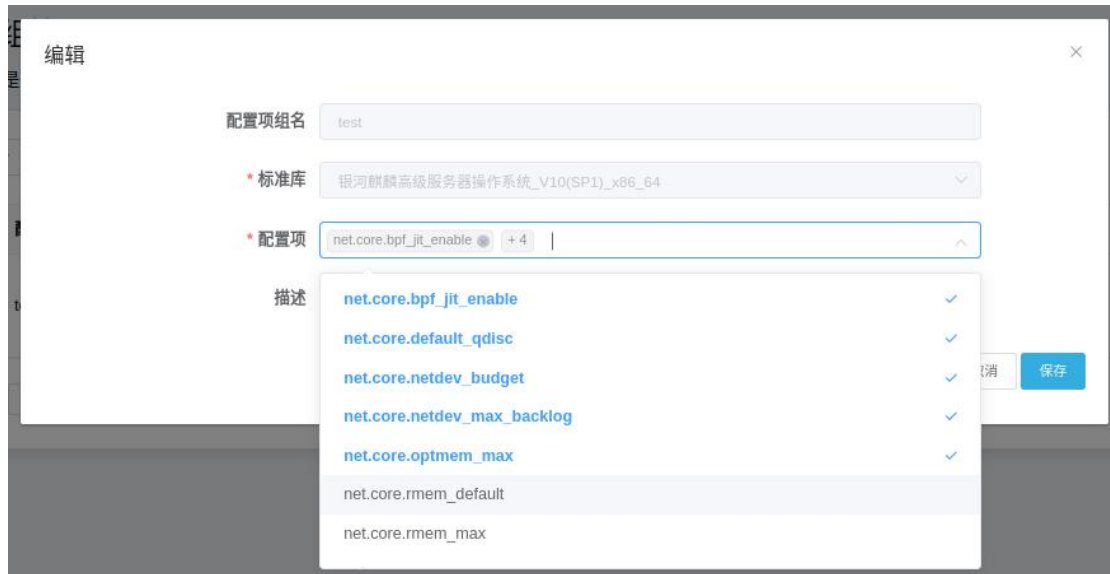 编辑
配置项组名 test
* 标准库 银河麒麟高级服务器操作系统_V10(SP1)_x86_64
* 配置项 net.core.bpf_jit_enable + 4
描述
net.core.bpf_jit_enable
net.core.default_qdisc
net.core.netdev_budget
net.core.netdev_max_backlog
net.core.optmem_max
net.core.rmem_default
net.core.rmem_max
消 保存